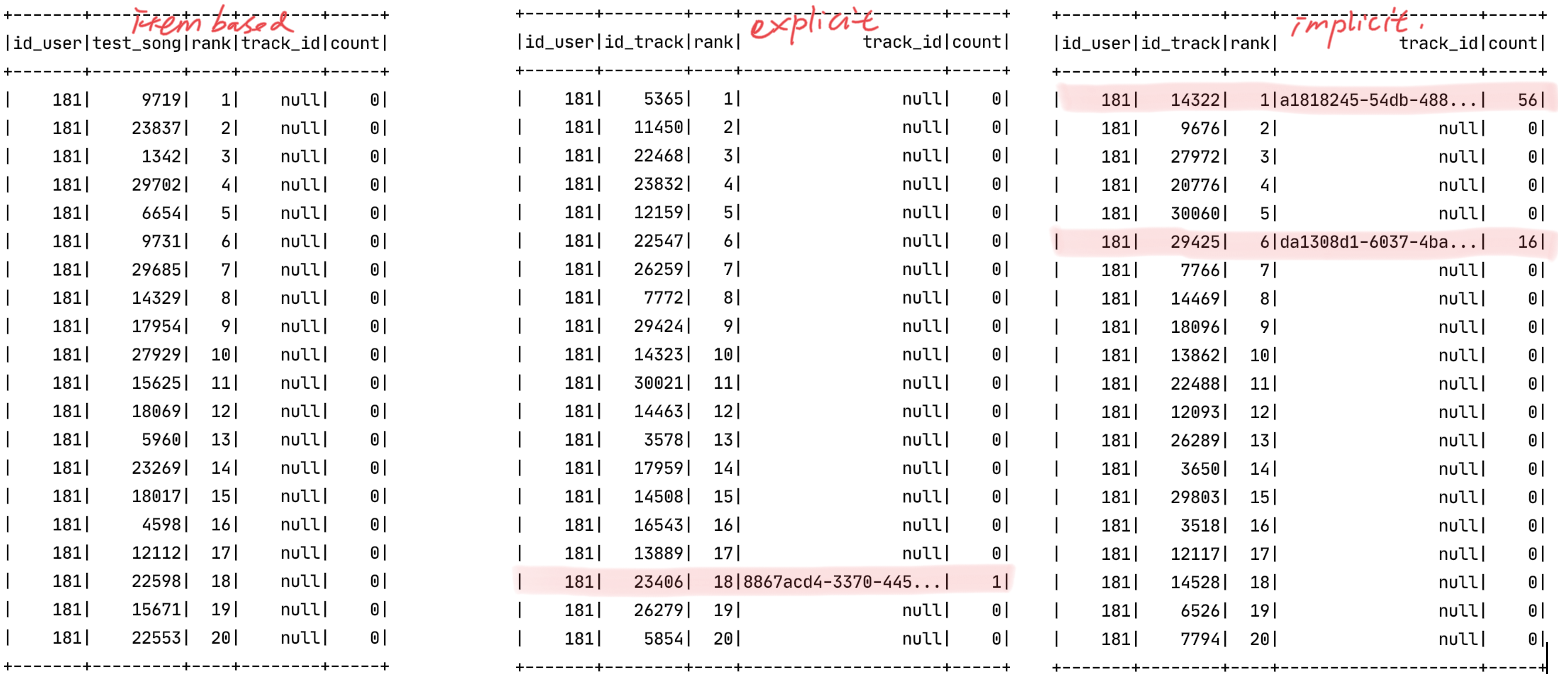 item based
+-------+---------+----+--------+-----+
|id_user|test_song|rank|track_id|count|
+-------+---------+----+--------+-----+
|    181|     9719|   1|    null|    0|
|    181|    23837|   2|    null|    0|
|    181|     1342|   3|    null|    0|
|    181|    29702|   4|    null|    0|
|    181|     6654|   5|    null|    0|
|    181|     9731|   6|    null|    0|
|    181|    29685|   7|    null|    0|
|    181|    14329|   8|    null|    0|
|    181|    17954|   9|    null|    0|
|    181|    27929|  10|    null|    0|
|    181|    15625|  11|    null|    0|
|    181|    18069|  12|    null|    0|
|    181|     5960|  13|    null|    0|
|    181|    23269|  14|    null|    0|
|    181|    18017|  15|    null|    0|
|    181|     4598|  16|    null|    0|
|    181|    12112|  17|    null|    0|
|    181|    22598|  18|    null|    0|
|    181|    15671|  19|    null|    0|
|    181|    22553|  20|    null|    0|
+-------+---------+----+--------+-----+
explicit
+-------+--------+----+--------------------+-----+
|id_user|id_track|rank|            track_id|count|
+-------+--------+----+--------------------+-----+
|    181|    5365|   1|                null|    0|
|    181|   11450|   2|                null|    0|
|    181|   22468|   3|                null|    0|
|    181|   23832|   4|                null|    0|
|    181|   12159|   5|                null|    0|
|    181|   22547|   6|                null|    0|
|    181|   26259|   7|                null|    0|
|    181|    7772|   8|                null|    0|
|    181|   29424|   9|                null|    0|
|    181|   14323|  10|                null|    0|
|    181|   30021|  11|                null|    0|
|    181|   14463|  12|                null|    0|
|    181|    3578|  13|                null|    0|
|    181|   17959|  14|                null|    0|
|    181|   14508|  15|                null|    0|
|    181|   16543|  16|                null|    0|
|    181|   13889|  17|                null|    0|
|    181|   23406|  18|8867acd4-3370-445...|    1|
|    181|   26279|  19|                null|    0|
|    181|    5854|  20|                null|    0|
+-------+--------+----+--------------------+-----+
implicit.
+-------+--------+----+--------------------+-----+
|id_user|id_track|rank|            track_id|count|
+-------+--------+----+--------------------+-----+
|    181|   14322|   1|a1818245-54db-488...|   56|
|    181|    9676|   2|                null|    0|
|    181|   27972|   3|                null|    0|
|    181|   20776|   4|                null|    0|
|    181|   30060|   5|                null|    0|
|    181|   29425|   6|da1308d1-6037-4ba...|   16|
|    181|    7766|   7|                null|    0|
|    181|   14469|   8|                null|    0|
|    181|   18096|   9|                null|    0|
|    181|   13862|  10|                null|    0|
|    181|   22488|  11|                null|    0|
|    181|   12093|  12|                null|    0|
|    181|   26289|  13|                null|    0|
|    181|    3650|  14|                null|    0|
|    181|   29803|  15|                null|    0|
|    181|    3518|  16|                null|    0|
|    181|   12117|  17|                null|    0|
|    181|   14528|  18|                null|    0|
|    181|    6526|  19|                null|    0|
|    181|    7794|  20|                null|    0|
+-------+--------+----+--------------------+-----+